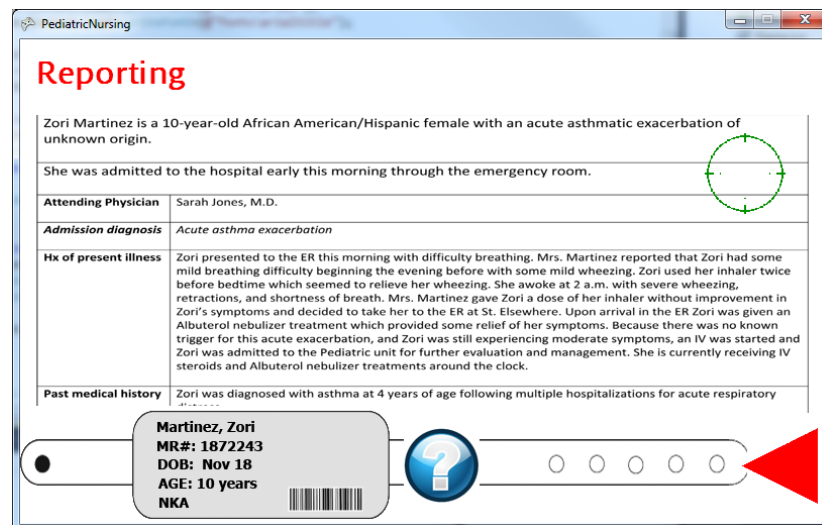 PediatricNursing
Reporting
Zori Martinez is a 10-year-old African American/Hispanic female with an acute asthmatic exacerbation of
unknown origin.
She was admitted to the hospital early this morning through the emergency room.
Attending Physician Sarah Jones, M.D.
Admission diagnosis Acute asthma exacerbation
Hx of present illness Zori presented to the ER this morning with difficulty breathing. Mrs. Martinez reported that Zori had some
mild breathing difficulty beginning the evening before with some mild wheezing. Zori used her inhaler twice
before bedtime which seemed to relieve her wheezing. She awoke at 2 a.m. with severe wheezing,
retractions, and shortness of breath. Mrs. Martinez gave Zori a dose of her inhaler without improvement in
Zori's symptoms and decided to take her to the ER at St. Elsewhere. Upon arrival in the ER Zori was given an
Albuterol nebulizer treatment which provided some relief of her symptoms. Because there was no known
trigger for this acute exacerbation, and Zori was still experiencing moderate symptoms, an IV was started and
Zori was admitted to the Pediatric unit for further evaluation and management. She is currently receiving IV
steroids and Albuterol nebulizer treatments around the clock.
Past medical history Zori was diagnosed with asthma at 4 years of age following multiple hospitalizations for acute respiratory
Martinez, Zori
MR#: 1872243
DOB: Nov 18
AGE: 10 years
NKA
?